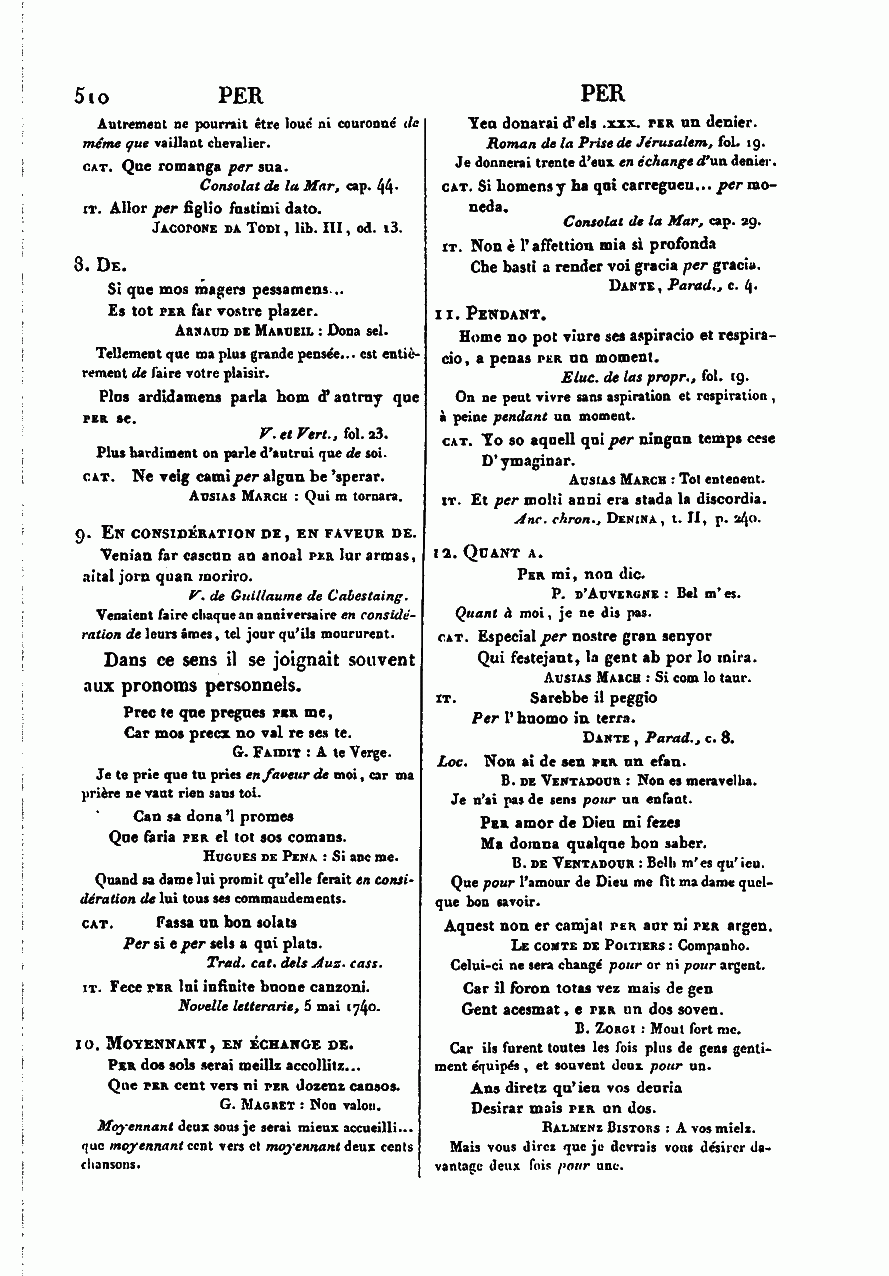 510 PER PER
Autrement ne pourrait être loué ni couronné de
même que vaillant chevalier.
CAT. Que romanga per sua.
Consolat de la Mar, cap. 44.
IT. Allor per figlio fustimi dato.
JACOPONE DA TODI, lib. III, od. 13.
8. DE.
Si que mos magers pessamens...
Es tot PER far vostre plazer.
ARNAUD DE MARUEIL : Dona sel.
Tellement que ma plus grande pensée... est entiè-
rement de faire votre plaisir.
Plus ardidamens parla hom d'autruy que
PER se.
V. et Vert., fol. 23.
Plus hardiment on parle d'autrui que de soi.
CAT. Ne veig cami per algun be 'sperar.
AUSIAS MARCH : Qui m tornara.
9. EN CONSIDÉRATION DE, EN FAVEUR DE.
Venian far cascun an anoal PER lur armas,
aital jorn quan moriro.
V. de Guillaume de Cabestaing.
Venaient faire chaque an anniversaire en considé-
ration de leurs âmes, tel jour qu'ils moururent.
Dans ce sens il se joignait souvent
aux pronoms personnels.
Prec te que pregues PER me,
Car mos precx no val re ses te.
G. FAIDIT : A te Verge.
Je te prie que tu pries en faveur de moi, car ma
prière ne vaut rien sans toi.
Can sa dona 'l promes
Que faria PER el tot sos comans.
HUGUES DE PENA : Si anc me.
Quand sa dame lui promit qu'elle ferait en consi-
dération de lui tous ses commaudements.
CAT. Fassa un bon solats
Per si e per sels a qui plats.
Trad. cat. dels Auz. cass.
IT. Fece PER lui infinite buone canzoni.
Novelle letterarie, 5 mai 1740.
10. MOYENNANT, EN ÉCHANGE DE.
PER dos sols serai meillz accollitz...
Que PER cent vers ni PER dozenz cansos.
G. MAGRET : Non valon.
Moyennant deux sous je serai mieux accueilli...
que moyennant cent vers et moyennant deux cents
chansons.
Yeu donarai d'els .XXX. PER un denier.
Roman de la Prise de Jérusalem, fol. 19.
Je donnerai trente d'eux en échange d'un denier.
CAT. Si homens y ha qui carregueu... per mo-
neda.
Consolat de la Mar, cap. 29.
IT. Non è l'affettion mia sì profonda
Che basti a render voi gracia per gracia.
DANTE, Parad., c. 4.
11. PENDANT.
Home no pot viure ses aspiracio et respira-
cio, a penas PER un moment.
Eluc. de las propr., fol. 19.
On ne peut vivre sans aspiration et respiration,
à peine pendant un moment.
CAT. Yo so aquell qui per ningun temps cese
D'ymaginar.
AUSIAS MARCH : Tot entenent.
IT. Et per molti anni era stada la discordia.
Anc. chron., DENINA, t. II, p. 240.
12. QUANT A.
PER mi, non dic.
P. D'AUVERGNE : Bel m'es.
Quant à moi, je ne dis pas.
CAT. Especial per nostre gran senyor
Qui festejant, la gent ab por lo mira.
AUSIAS MARCH : Si com lo taur.
IT. Sarebbe il peggio
Per l'huomo in terra.
DANTE, Parad., c. 8.
Loc. Non ai de sen PER un efan.
B. DE VENTADOUR : Non es meravelha.
Je n'ai pas de sens pour un enfant.
PER amor de Dieu mi fezes
Ma domna qualque bon saber.
B. DE VENTADOUR : Belh m'es qu'ieu.
Que pour l'amour de Dieu me fît ma dame quel-
que bon savoir.
Aquest non er camjat PER aur ni PER argen.
LE COMTE DE POITIERS : Companho.
Celui-ci ne sera changé pour or ni pour argent.
Car il foron totas vez mais de gen
Gent acesmat, e PER un dos soven.
B. ZORGI : Mout fort me.
Car ils furent toutes les fois plus de gens genti-
ment équipés, et souvent deux pour un.
Ans diretz qu'ieu vos deuria
Desirar mais PER un dos.
RALMENZ BISTORS : A vos mielz.
Mais vous direz que je devrais vous désirer da-
vantage deux fois pour une.